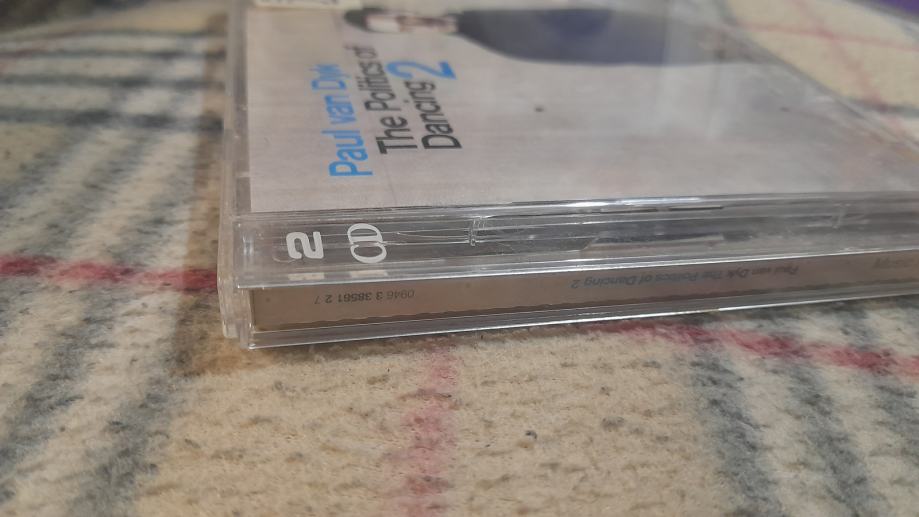 Paul van Dyk
The Politics of
Dancing 2
2
CD
0946 3 38561 2 7
Paul van Dyk The Politics of Dancing 2